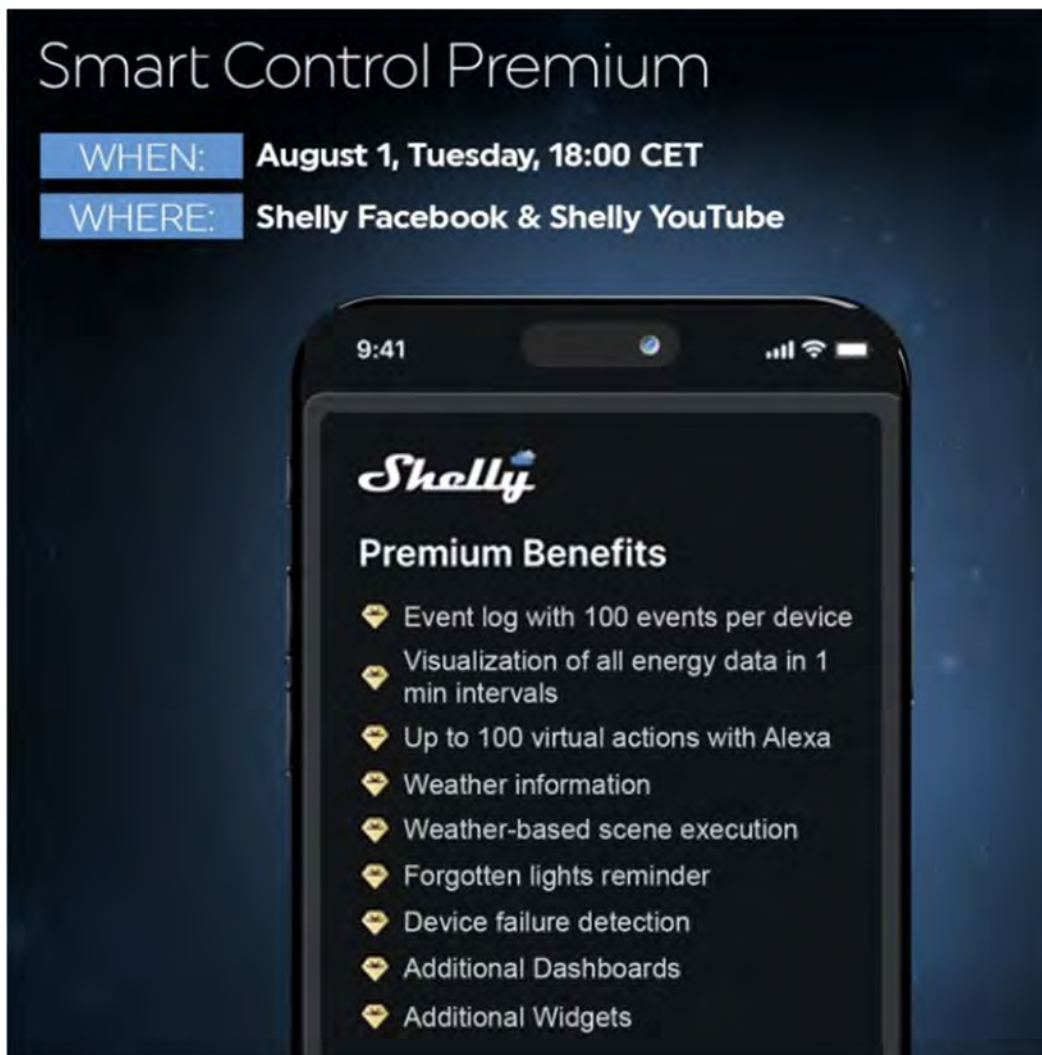 Smart Control Premium
WHEN: August 1, Tuesday, 18:00 CET
WHERE: Shelly Facebook & Shelly YouTube
9:41
Shelly
Premium Benefits
Event log with 100 events per device
Visualization of all energy data in 1
min intervals
Up to 100 virtual actions with Alexa
Weather information
Weather-based scene execution
Forgotten lights reminder
Device failure detection
Additional Dashboards
Additional Widgets